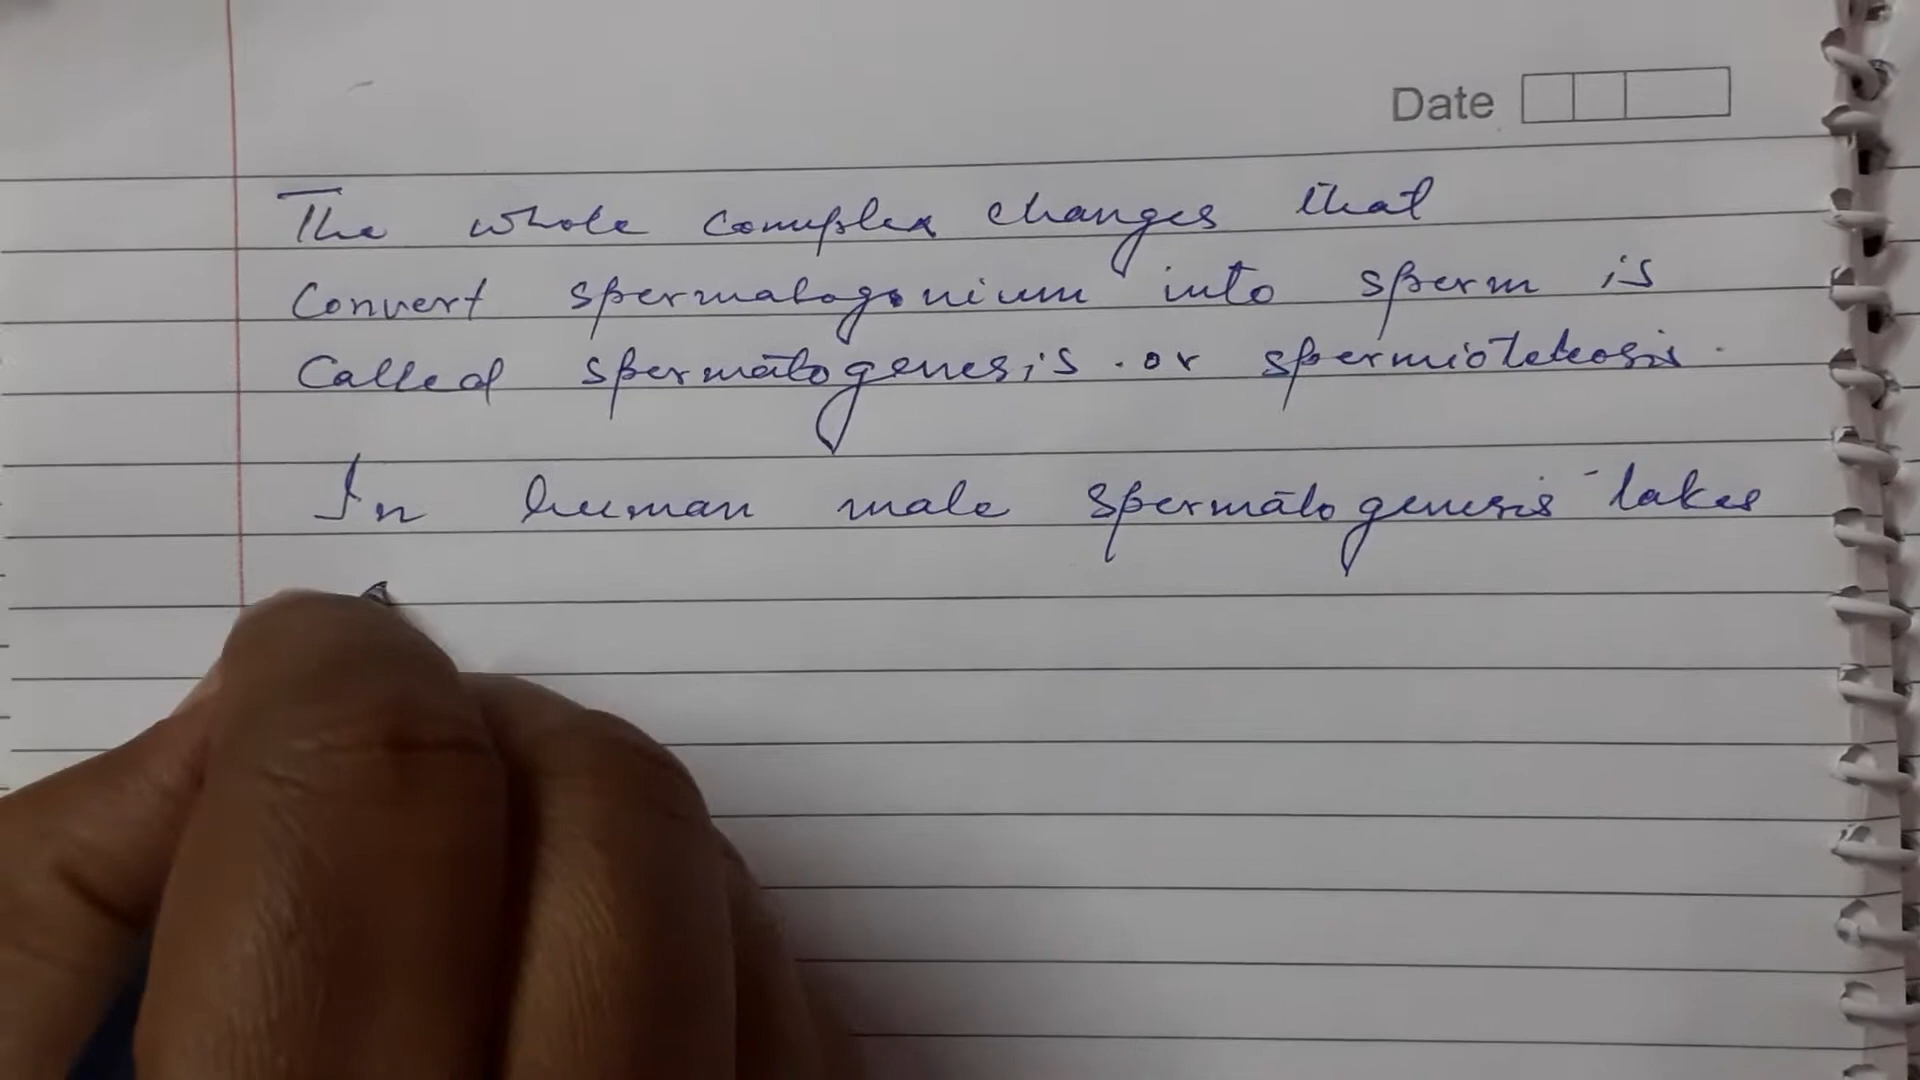 Date
The whole complex changes that
Convert spermatogonium into sperm is
Called spermatogenesis. or spermioteleosis.
In human male spermatogenesis takes